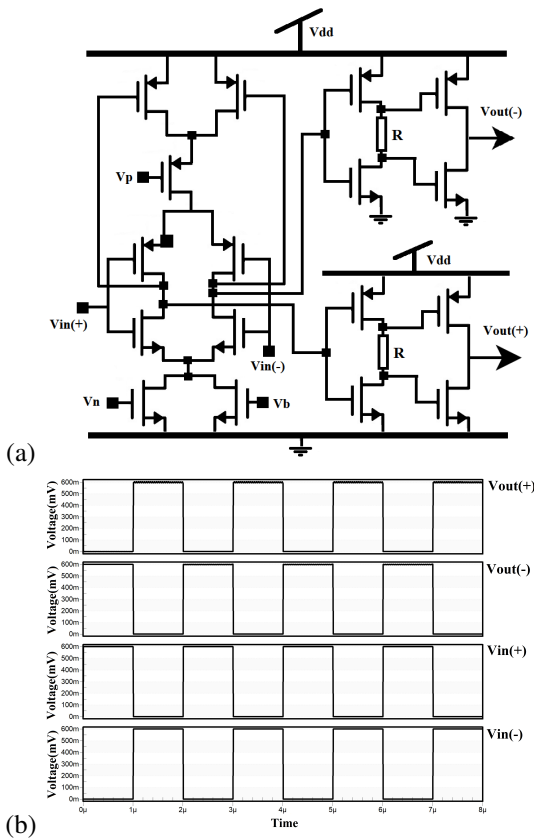 Vdd
Vout(-)
R
Vp
Vdd
Vin(+)
Vout(+)
R
Vin(-)
Vn
Vb
(a)
Voltage(mV)
600m
500m
400m
300m
200m
100m
0m
Vout(+)
Voltage(mV)
600m
500m
400m
300m
200m
100m
0m
Vout(-)
Voltage(mV)
600m
500m
400m
300m
200m
100m
0m
Vin(+)
Voltage(mV)
600m
500m
400m
300m
200m
100m
0m
Vin(-)
0µ 1µ 2µ 3µ 4µ 5µ 6µ 7µ 8µ
Time
(b)